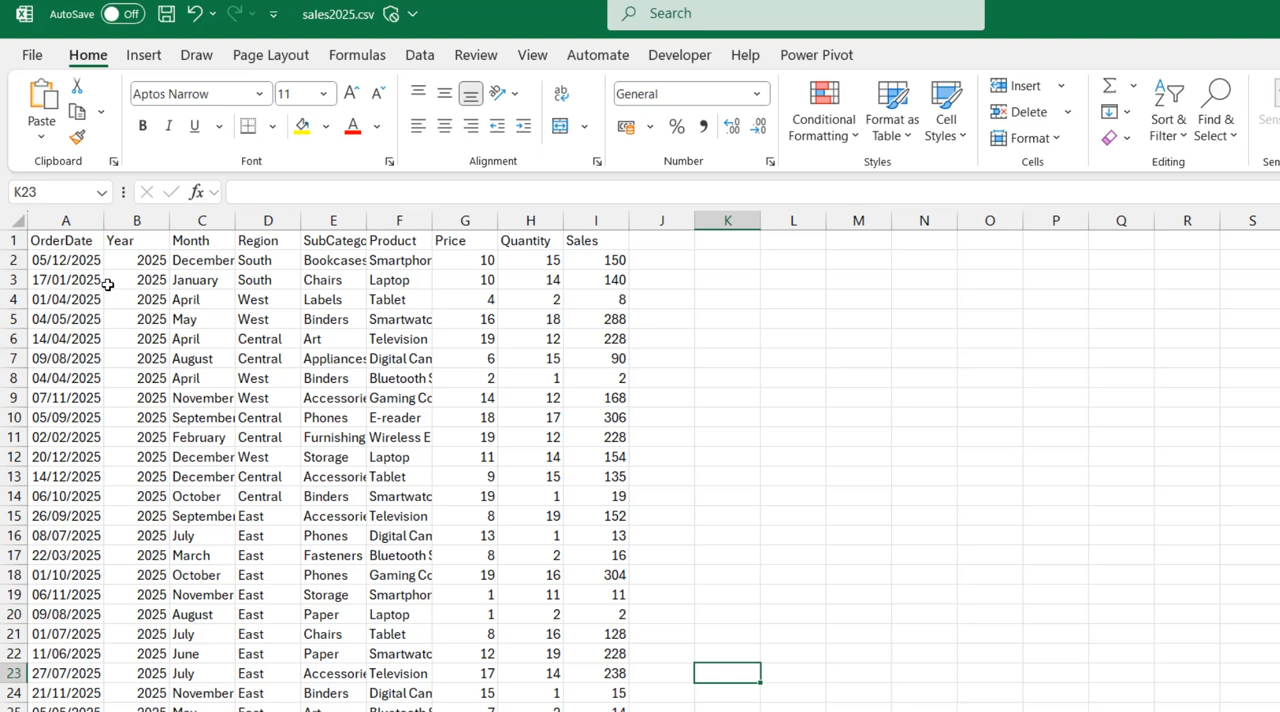 AutoSave Off sales2025.csv Search
File Home Insert Draw Page Layout Formulas Data Review View Automate Developer Help Power Pivot
Paste Aptos Narrow 11 A A General Conditional Formatting Format as Table Cell Styles Insert Delete Format Sort & Filter Find & Select
B I U A % 9
Clipboard Font Alignment Number Styles Cells Editing
K23 fx
A B C D E F G H I J K L M N O P Q R S
1 OrderDate Year Month Region SubCatego Product Price Quantity Sales
2 05/12/2025 2025 December South Bookcases Smartphon 10 15 150
3 17/01/2025 2025 January South Chairs Laptop 10 14 140
4 01/04/2025 2025 April West Labels Tablet 4 2 8
5 04/05/2025 2025 May West Binders Smartwatc 16 18 288
6 14/04/2025 2025 April Central Art Television 19 12 228
7 09/08/2025 2025 August Central Appliances Digital Can 6 15 90
8 04/04/2025 2025 April West Binders Bluetooth S 2 1 2
9 07/11/2025 2025 November West Accessorie Gaming Co 14 12 168
10 05/09/2025 2025 September Central Phones E-reader 18 17 306
11 02/02/2025 2025 February Central Furnishing Wireless E 19 12 228
12 20/12/2025 2025 December West Storage Laptop 11 14 154
13 14/12/2025 2025 December Central Accessorie Tablet 9 15 135
14 06/10/2025 2025 October Central Binders Smartwatc 19 1 19
15 26/09/2025 2025 September East Accessorie Television 8 19 152
16 08/07/2025 2025 July East Phones Digital Can 13 1 13
17 22/03/2025 2025 March East Fasteners Bluetooth S 8 2 16
18 01/10/2025 2025 October East Phones Gaming Co 19 16 304
19 06/11/2025 2025 November East Storage Smartphon 1 11 11
20 09/08/2025 2025 August East Paper Laptop 1 2 2
21 01/07/2025 2025 July East Chairs Tablet 8 16 128
22 11/06/2025 2025 June East Paper Smartwatc 12 19 228
23 27/07/2025 2025 July East Accessorie Television 17 14 238
24 21/11/2025 2025 November East Binders Digital Can 15 1 15